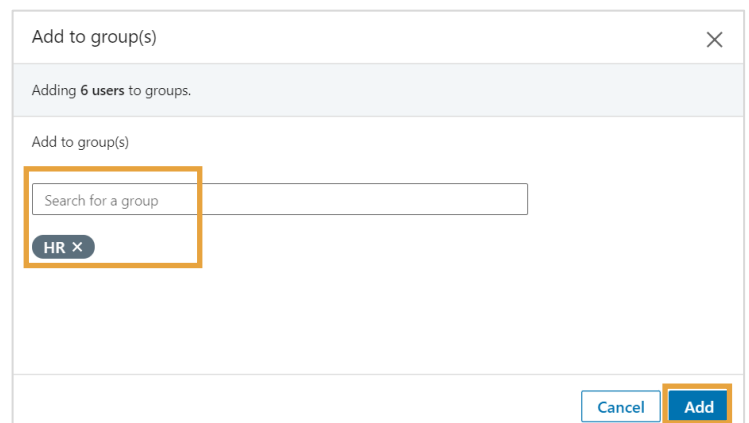 Add to group(s)
Adding 6 users to groups.
Add to group(s)
Search for a group
HR ×
Cancel
Add